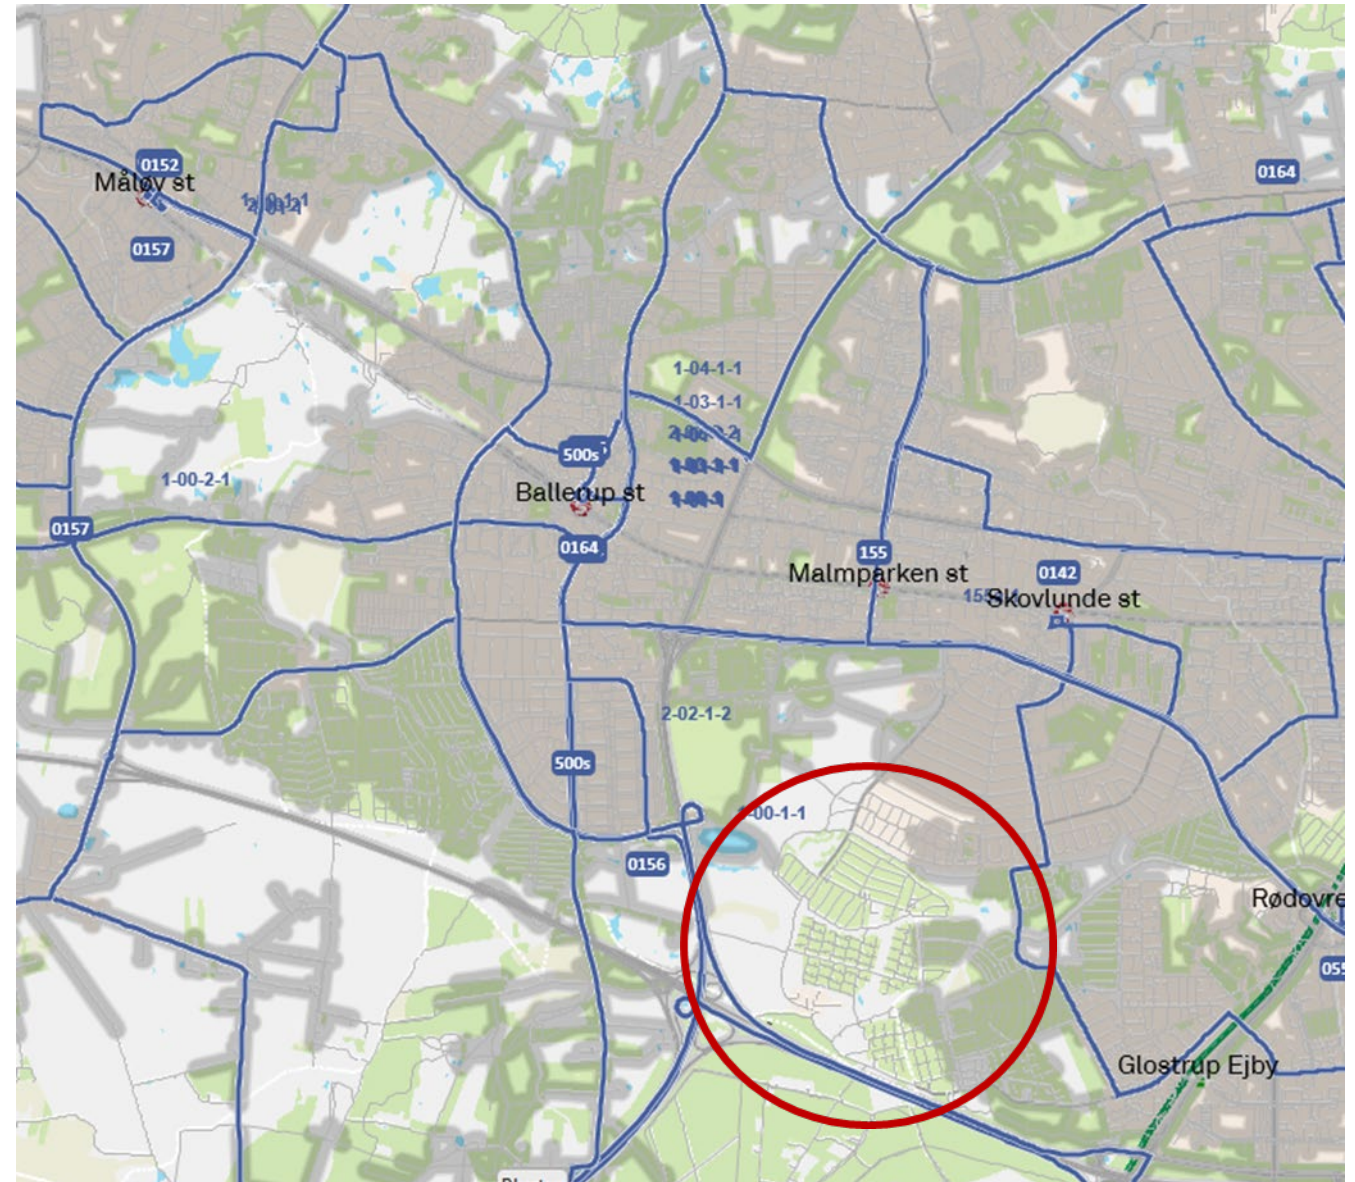 0152
Måløv st
0164
0157
1-04-1-1
1-03-1-1
500s
1-00-2-1
Ballerup st
0157
0164
155
Malmparken st
0142
Skovlunde st
2-02-1-2
500s
1-00-1-1
0156
Rødovre
A1
055
Glostrup Ejby